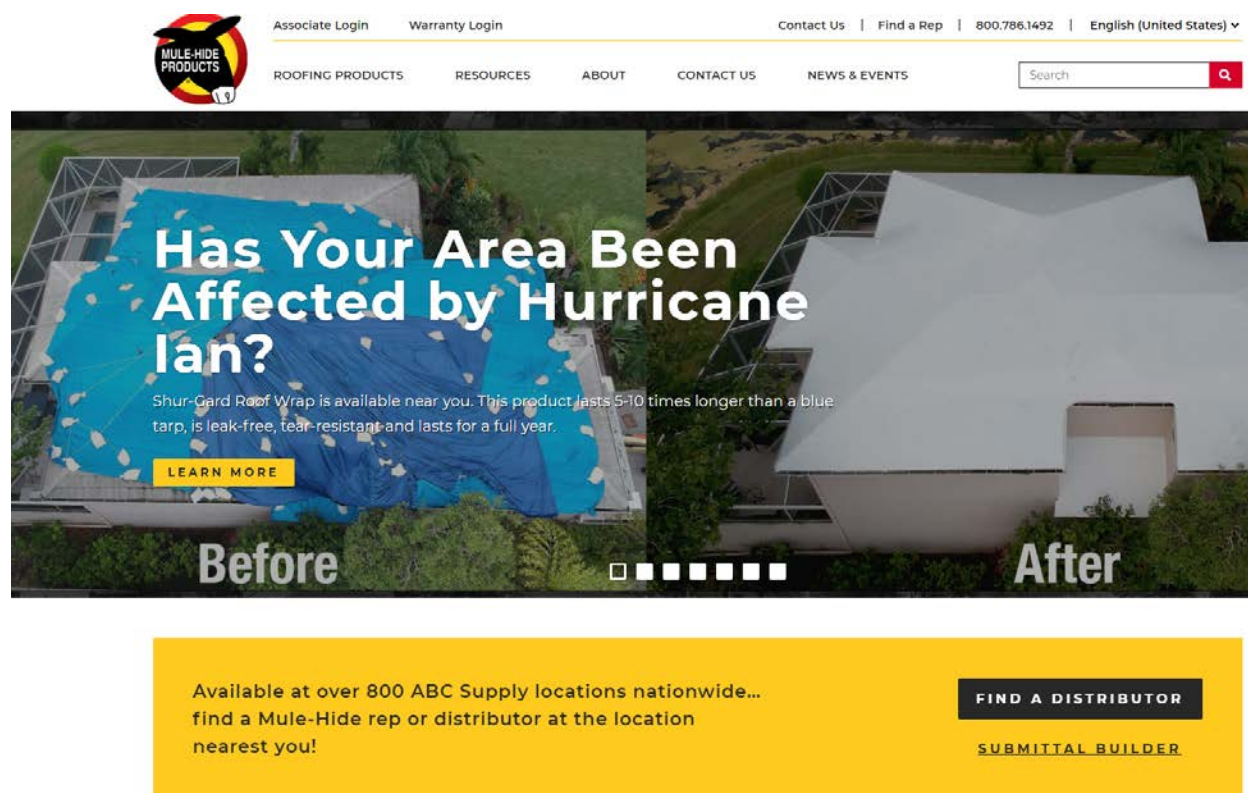 Associate Login Warranty Login Contact Us | Find a Rep | 800.786.1492 | English (United States)
MULE-HIDE
PRODUCTS
ROOFING PRODUCTS RESOURCES ABOUT CONTACT US NEWS & EVENTS Search
Has Your Area Been
Affected by Hurricane
Ian?
Shur-Gard Roof Wrap is available near you. This product lasts 5-10 times longer than a blue
tarp, is leak-free, tear-resistant and lasts for a full year.
LEARN MORE
Before After
Available at over 800 ABC Supply locations nationwide...
find a Mule-Hide rep or distributor at the location
nearest you!
FIND A DISTRIBUTOR
SUBMITTAL BUILDER